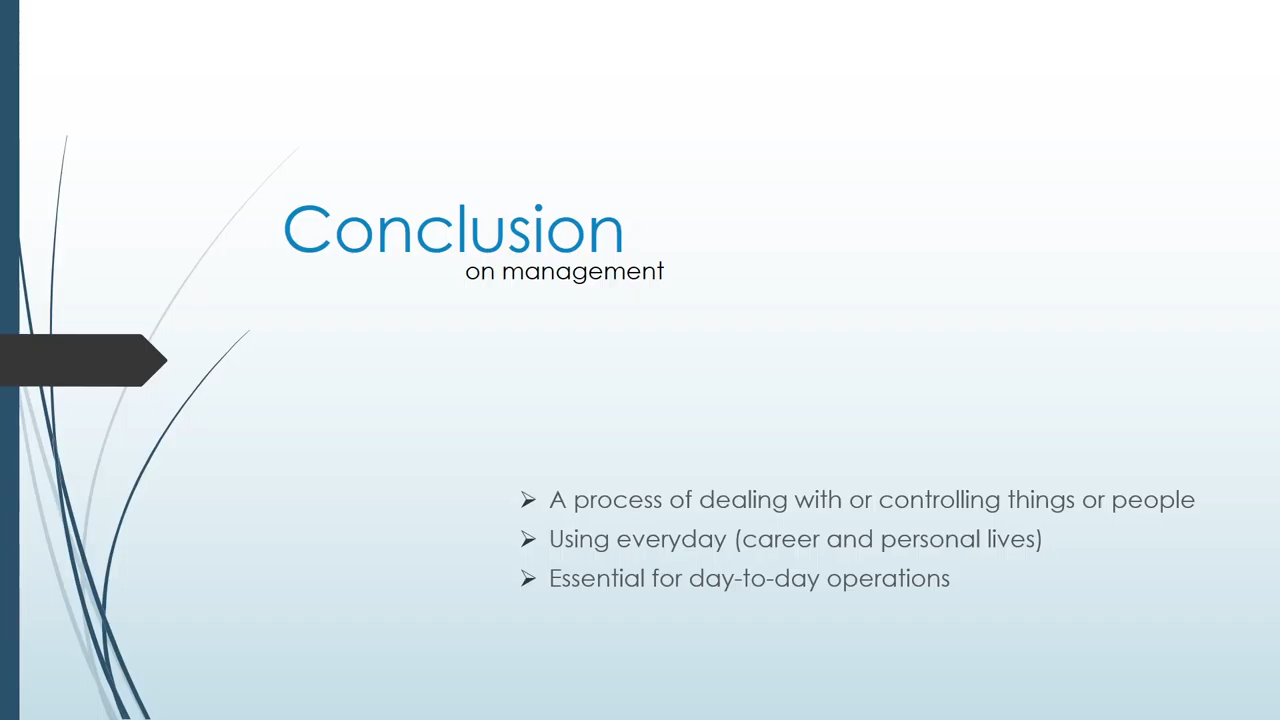 Conclusion
on management
➢ A process of dealing with or controlling things or people
➢ Using everyday (career and personal lives)
➢ Essential for day-to-day operations